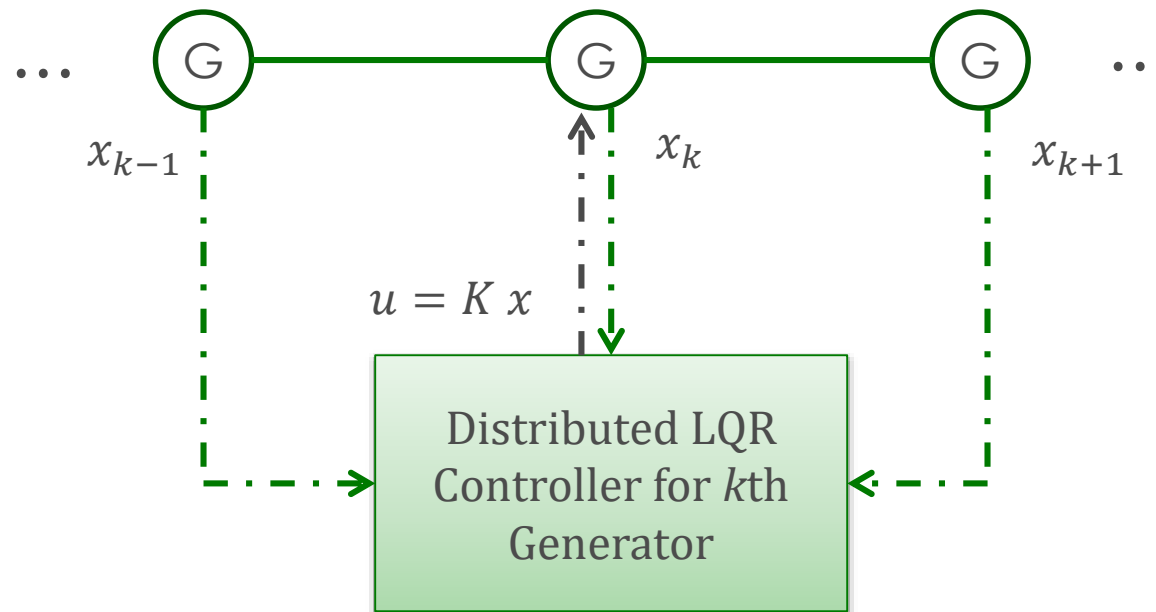 ... G G G ..
x_{k-1} x_k x_{k+1}
u = K x
Distributed LQR
Controller for kth
Generator